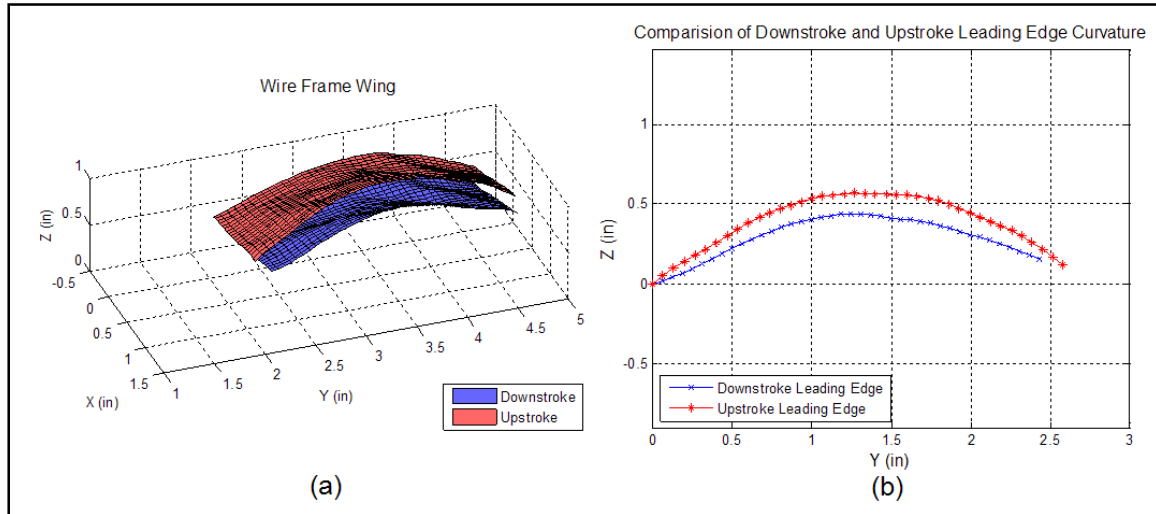 Wire Frame Wing
1
0.5
0
Z (in)
-0.5
0
0.5
1
1.5
X (in)
1
1.5
2
2.5
3
3.5
4
4.5
5
Y (in)
Downstroke
Upstroke
(a)
Comparision of Downstroke and Upstroke Leading Edge Curvature
1
0.5
0
-0.5
Z (in)
Downstroke Leading Edge
Upstroke Leading Edge
0
0.5
1
1.5
2
2.5
3
Y (in)
(b)